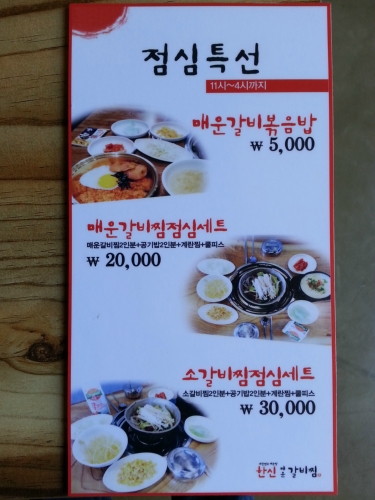 점심특선
11시~4시까지
매운갈비볶음밥
₩ 5,000
매운갈비찜점심세트
매운갈비찜2인분+공기밥2인분+계란찜+쿨피스
₩ 20,000
소갈비찜점심세트
소갈비찜2인분+공기밥2인분+계란찜+쿨피스
₩ 30,000
한신 매운 갈비찜